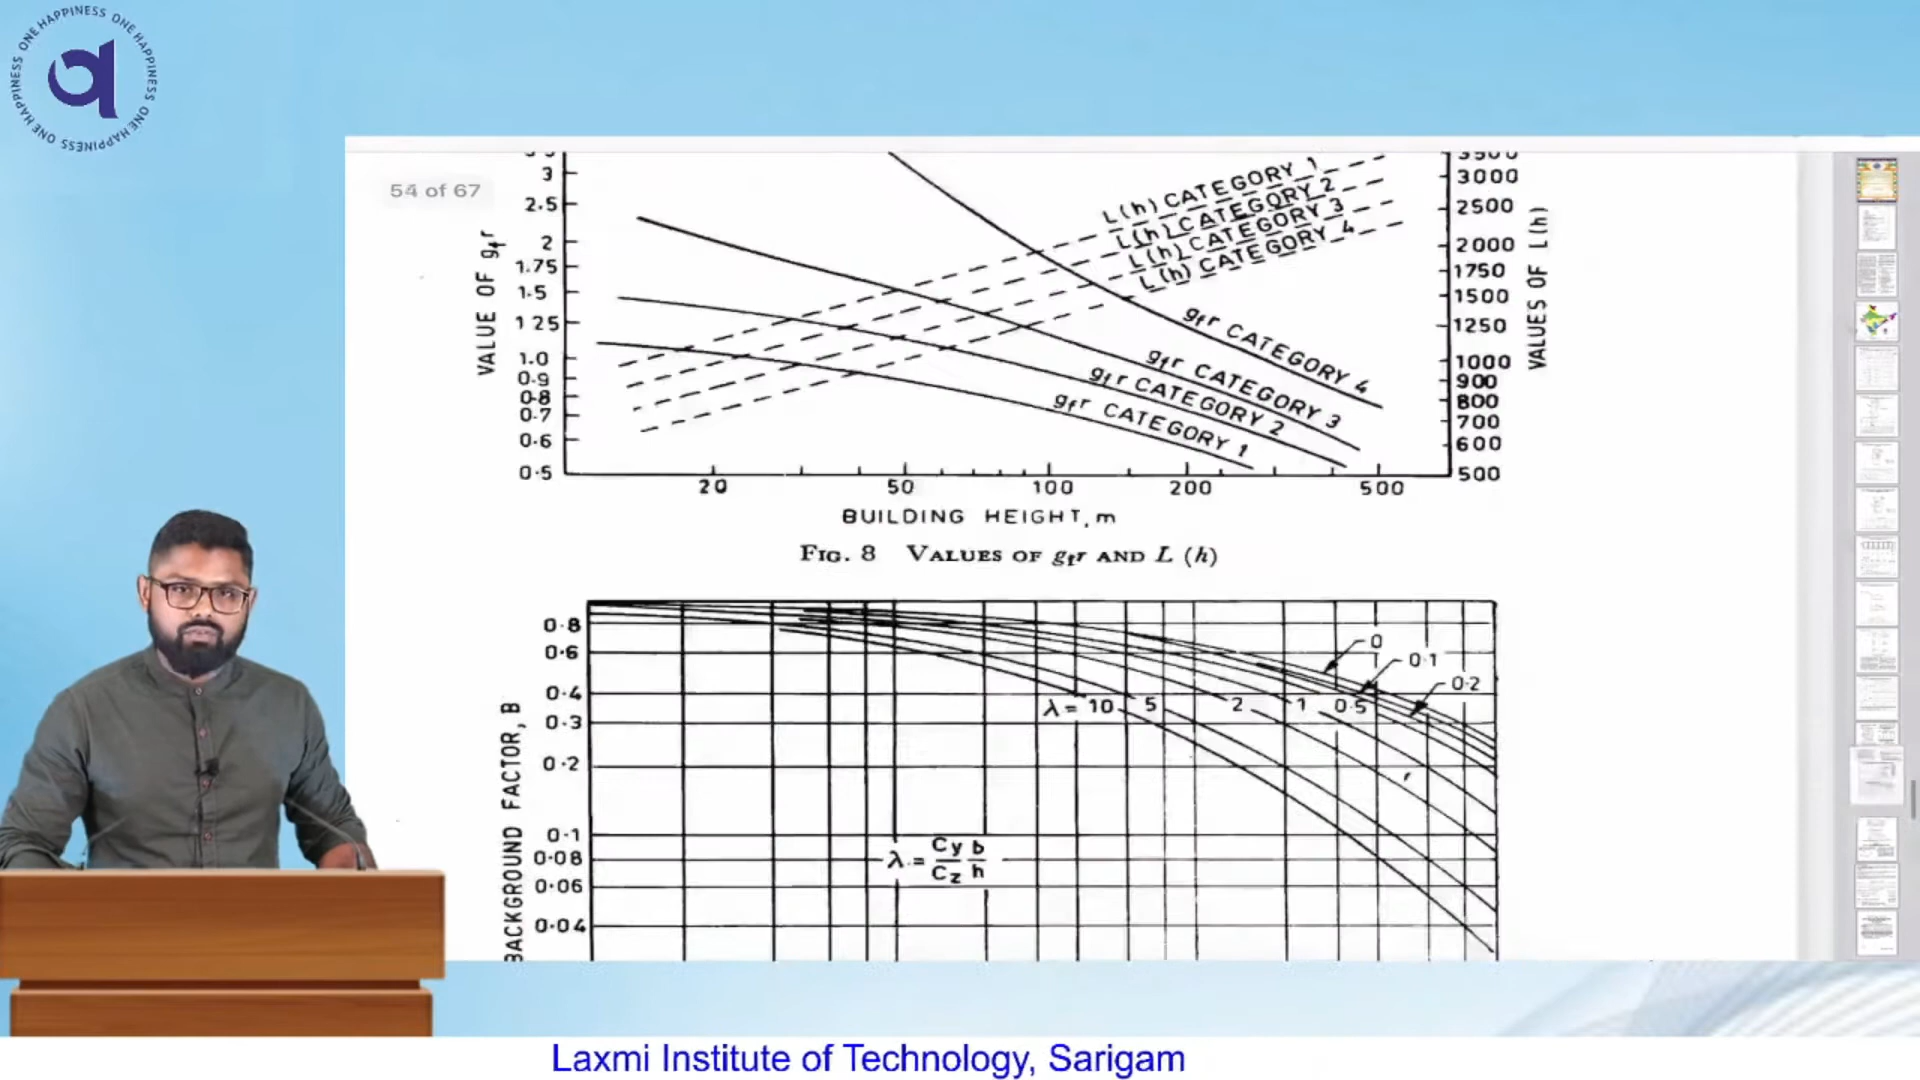 ONE HAPPINESS ONE HAPPINESS ONE HAPPINESS ONE HAPPINESS
54 of 67
3
2.5
2
1.75
1.5
1.25
1.0
0.9
0.8
0.7
0.6
0.5
VALUE OF gfr
L(h) CATEGORY 1
L(h) CATEGORY 2
L(h) CATEGORY 3
L(h) CATEGORY 4
gfr CATEGORY 4
gfr CATEGORY 3
gfr CATEGORY 2
gfr CATEGORY 1
3500
3000
2500
2000
1750
1500
1250
1000
900
800
700
600
500
VALUES OF L(h)
20 50 100 200 500
BUILDING HEIGHT, m
FIG. 8 VALUES OF gfr AND L (h)
0.8
0.6
0.4
0.3
0.2
0.1
0.08
0.06
0.04
BACKGROUND FACTOR, B
0
0.1
0.2
λ = 10 5 2 1 0.5
λ = Cy b
Cz h
Laxmi Institute of Technology, Sarigam